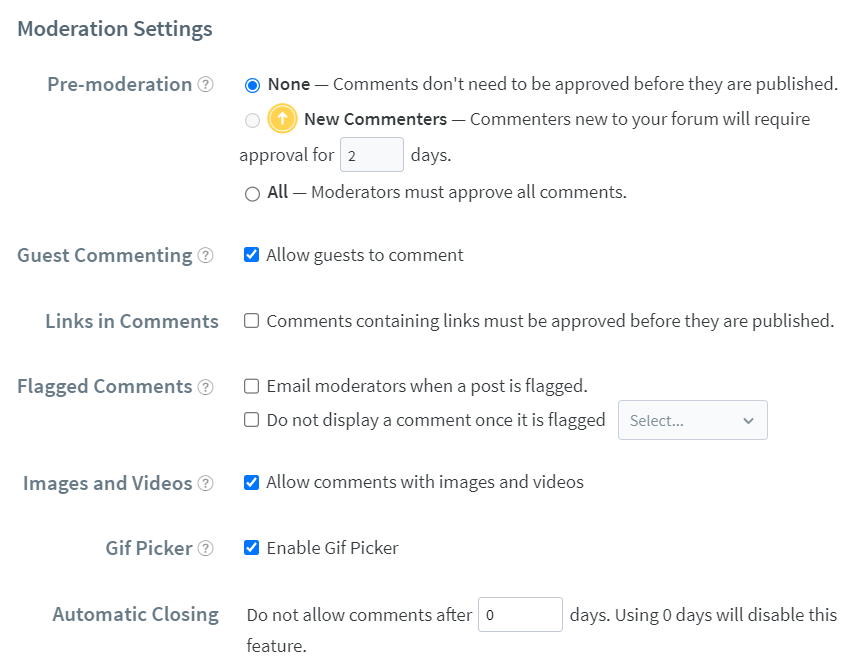 Moderation Settings
Pre-moderation ? None — Comments don't need to be approved before they are published.
New Commenters — Commenters new to your forum will require
approval for 2 days.
All — Moderators must approve all comments.
Guest Commenting ? Allow guests to comment
Links in Comments Comments containing links must be approved before they are published.
Flagged Comments ? Email moderators when a post is flagged.
Do not display a comment once it is flagged Select...
Images and Videos ? Allow comments with images and videos
Gif Picker ? Enable Gif Picker
Automatic Closing Do not allow comments after 0 days. Using 0 days will disable this
feature.